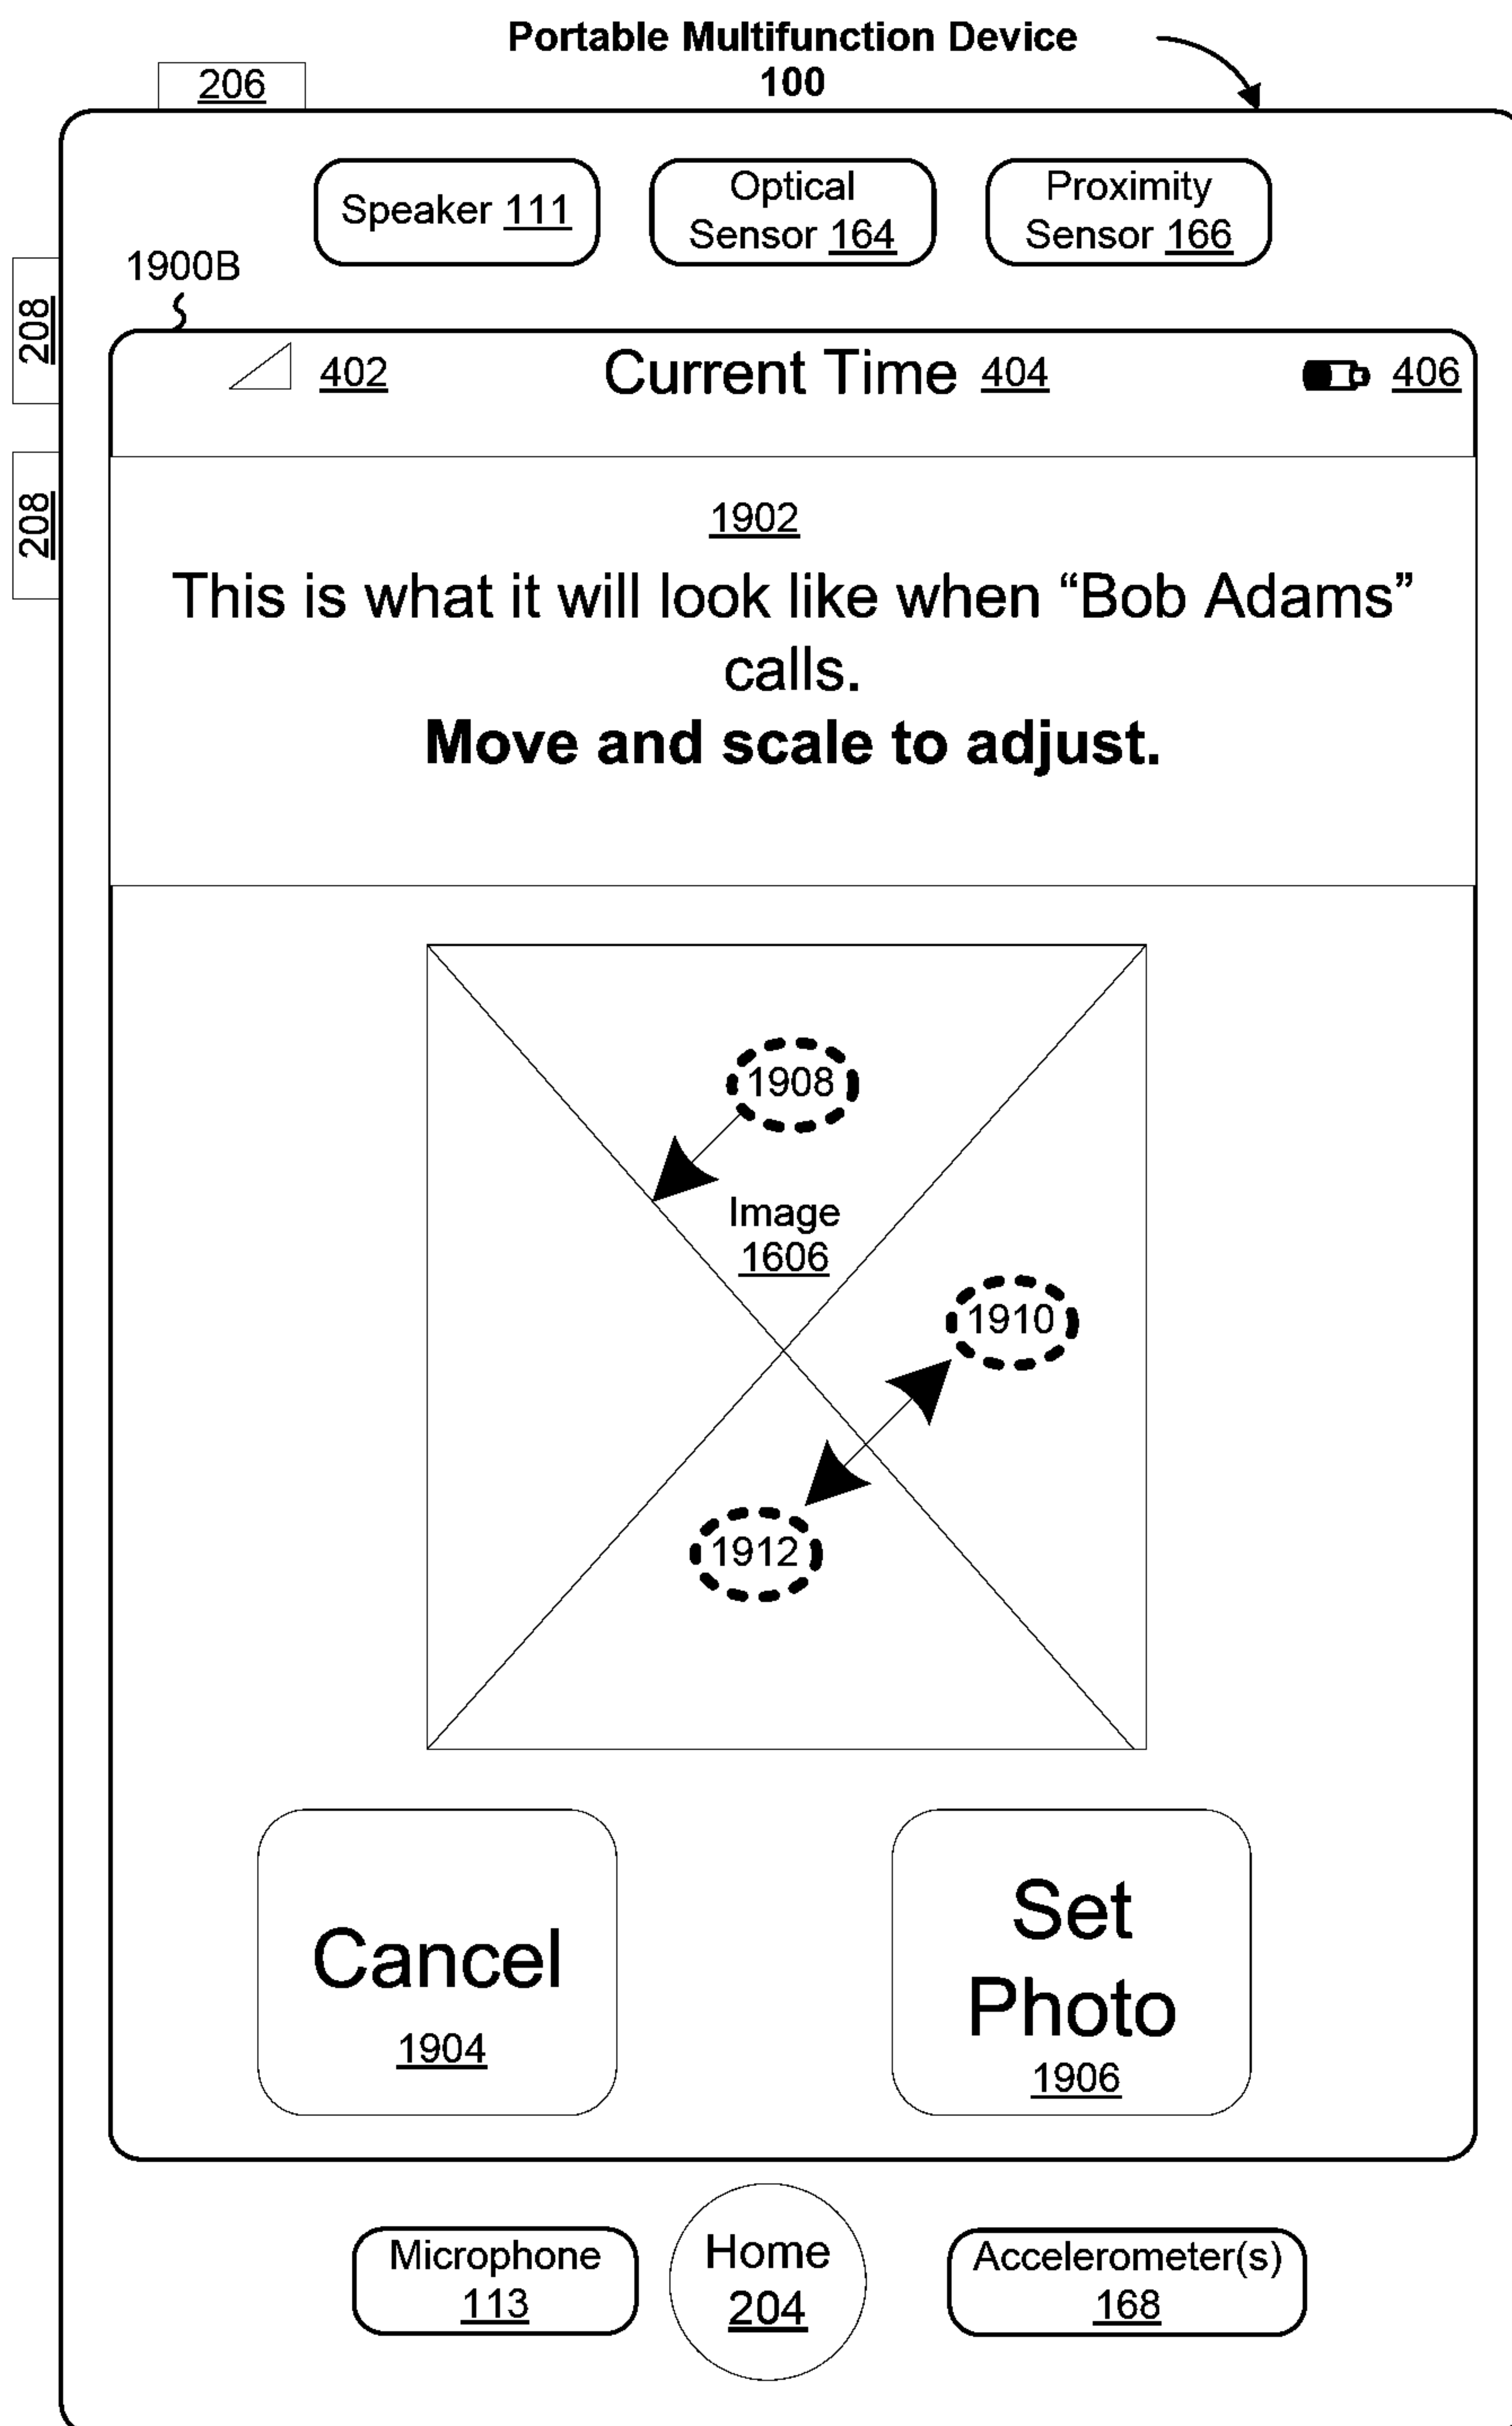 Portable Multifunction Device
100
206
Speaker 111
Optical
Sensor 164
Proximity
Sensor 166
1900B
208
208
402
Current Time 404
406
1902
This is what it will look like when “Bob Adams”
calls.
Move and scale to adjust.
1908
Image
1606
1910
1912
Cancel
1904
Set
Photo
1906
Microphone
113
Home
204
Accelerometer(s)
168